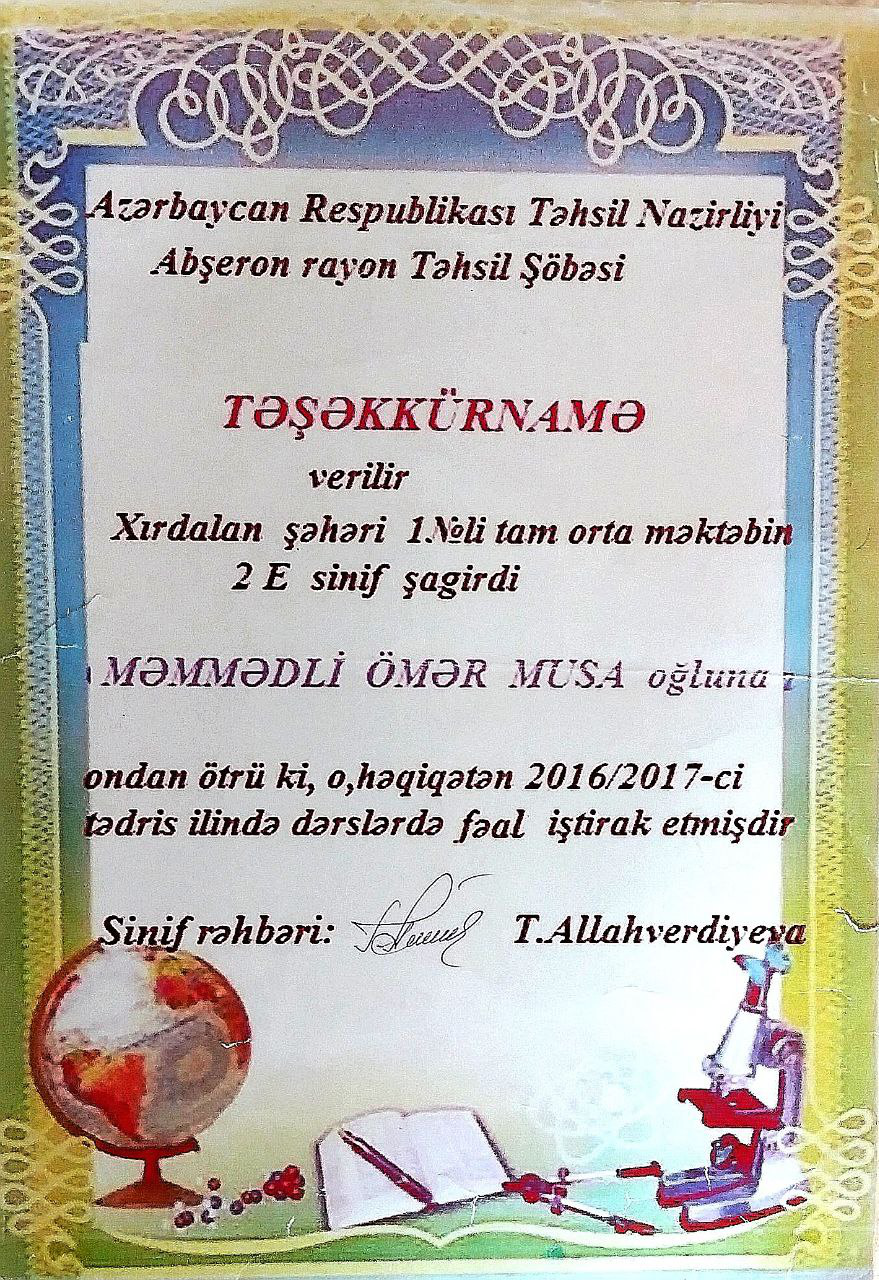 Azərbaycan Respublikası Təhsil Nazirliyi
Abşeron rayon Təhsil Şöbəsi
TƏŞƏKKÜRNAMƏ
verilir
Xırdalan şəhəri 1№li tam orta məktəbin
2 E sinif şagirdi
MƏMMƏDLİ ÖMƏR MUSA oğluna
ondan ötrü ki, o,həqiqətən 2016/2017-ci
tədris ilində dərslərdə fəal iştirak etmişdir
Sinif rəhbəri: T.Allahverdiyeva